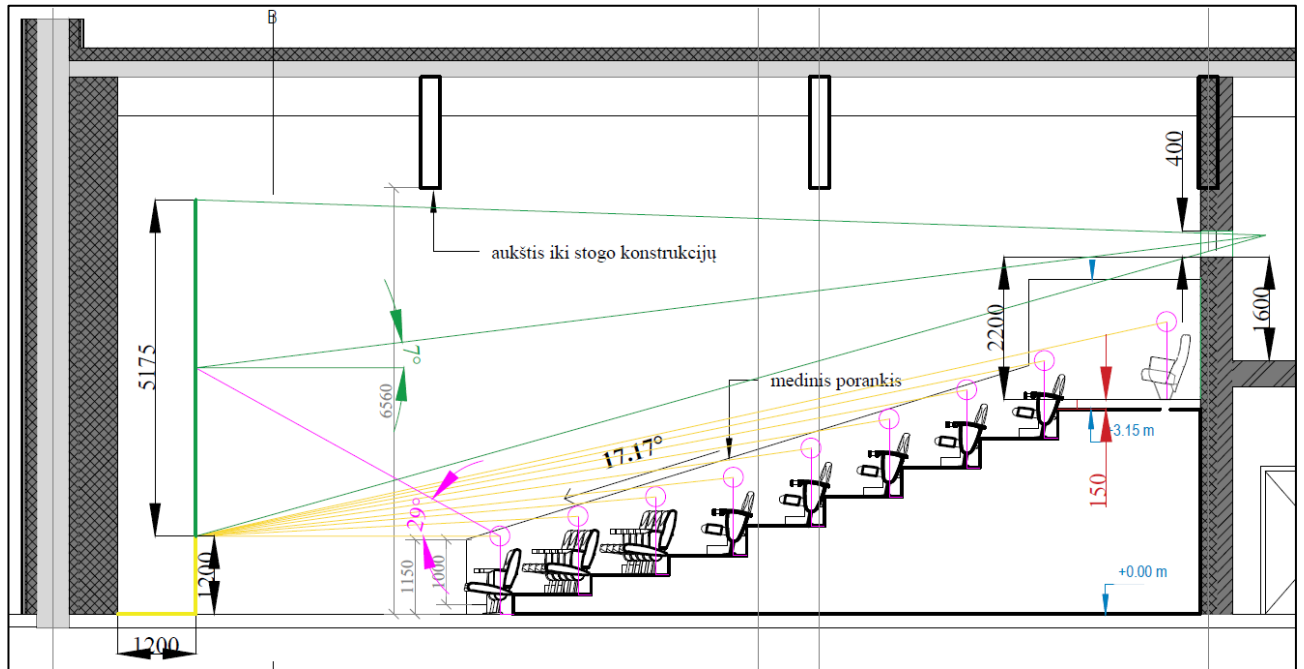 B
400
aukštis iki stogo konstrukcijų
7°
5175
6560
2200
1600
medinis porankis
17.17°
+3.15 m
29°
150
1200
1150
1000
+0.00 m
1200